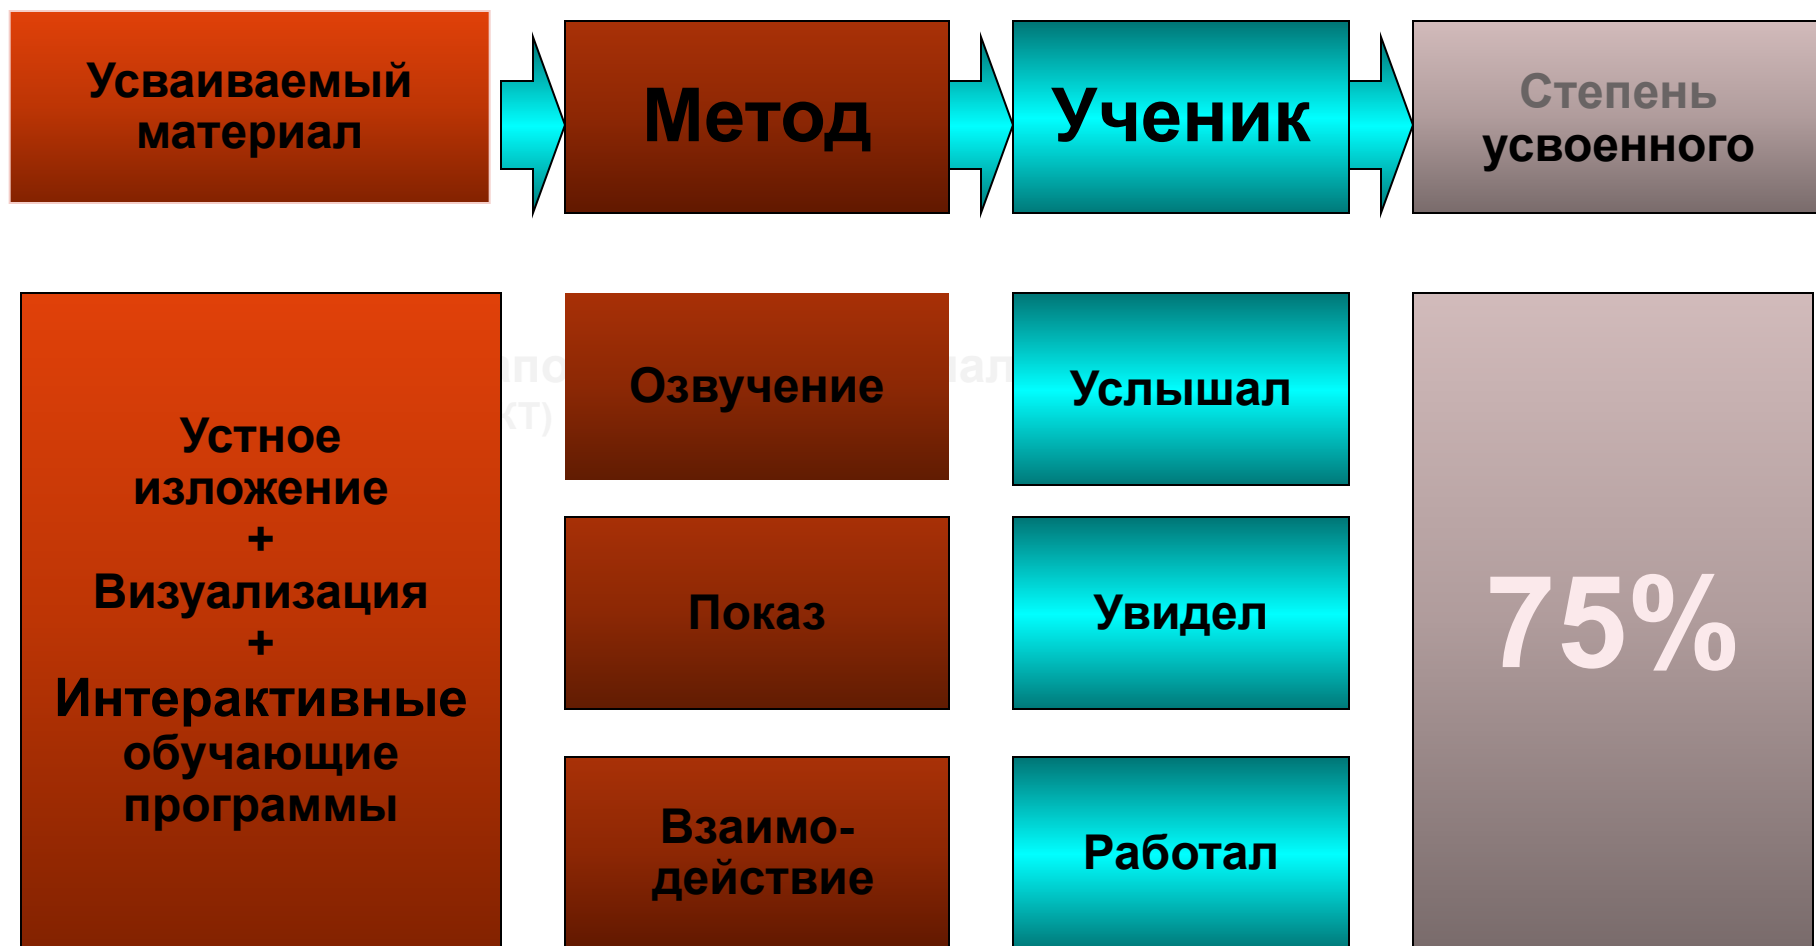 Усваиваемый
материал
Метод
Ученик
Степень
усвоенного
Устное
изложение
+
Визуализация
+
Интерактивные
обучающие
программы
Озвучение
Услышал
Показ
Увидел
Взаимо-
действие
Работал
75%